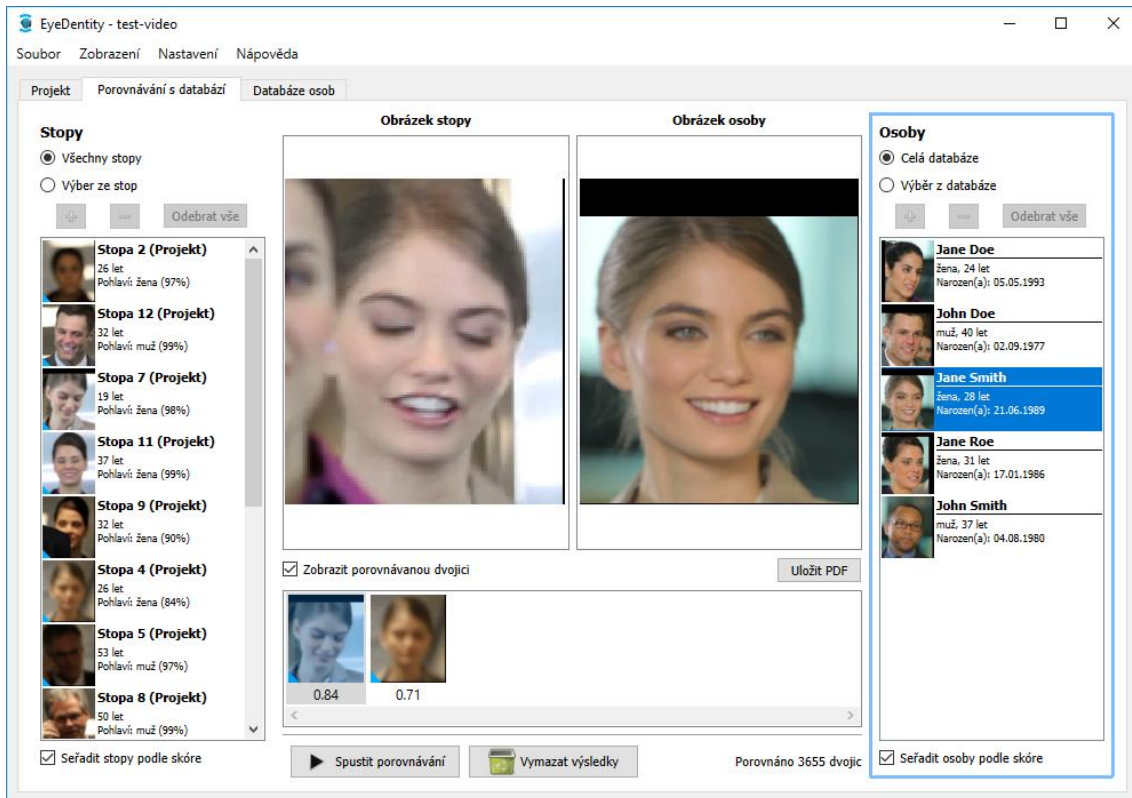 EyeDentity - test-video
Soubor Zobrazení Nastavení Nápověda
Projekt Porovnávání s databází Databáze osob
Stopy
Všechny stopy
Výber ze stop
Odebrat vše
Stopa 2 (Projekt)
26 let
Pohlaví: žena (97%)
Stopa 12 (Projekt)
32 let
Pohlaví: muž (99%)
Stopa 7 (Projekt)
19 let
Pohlaví: žena (98%)
Stopa 11 (Projekt)
37 let
Pohlaví: žena (99%)
Stopa 9 (Projekt)
32 let
Pohlaví: žena (90%)
Stopa 4 (Projekt)
26 let
Pohlaví: žena (84%)
Stopa 5 (Projekt)
53 let
Pohlaví: muž (97%)
Stopa 8 (Projekt)
50 let
Pohlaví: muž (99%)
Seřadit stopy podle skóre
Obrázek stopy
Obrázek osoby
Zobrazit porovnávanou dvojici
Uložit PDF
0.84 0.71
Spustit porovnávání
Vymazat výsledky
Porovnáno 3655 dvojic
Osoby
Celá databáze
Výběr z databáze
Odebrat vše
Jane Doe
žena, 24 let
Narozen(a): 05.05.1993
John Doe
muž, 40 let
Narozen(a): 02.09.1977
Jane Smith
žena, 28 let
Narozen(a): 21.06.1989
Jane Roe
žena, 31 let
Narozen(a): 17.01.1986
John Smith
muž, 37 let
Narozen(a): 04.08.1980
Seřadit osoby podle skóre